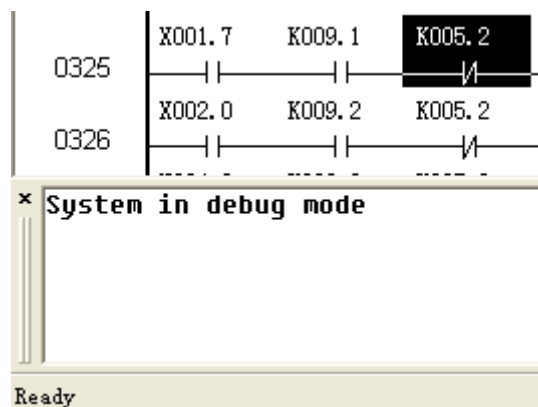 X001.7 K009.1 K005.2
0325
X002.0 K009.2 K005.2
0326
× System in debug mode
Ready